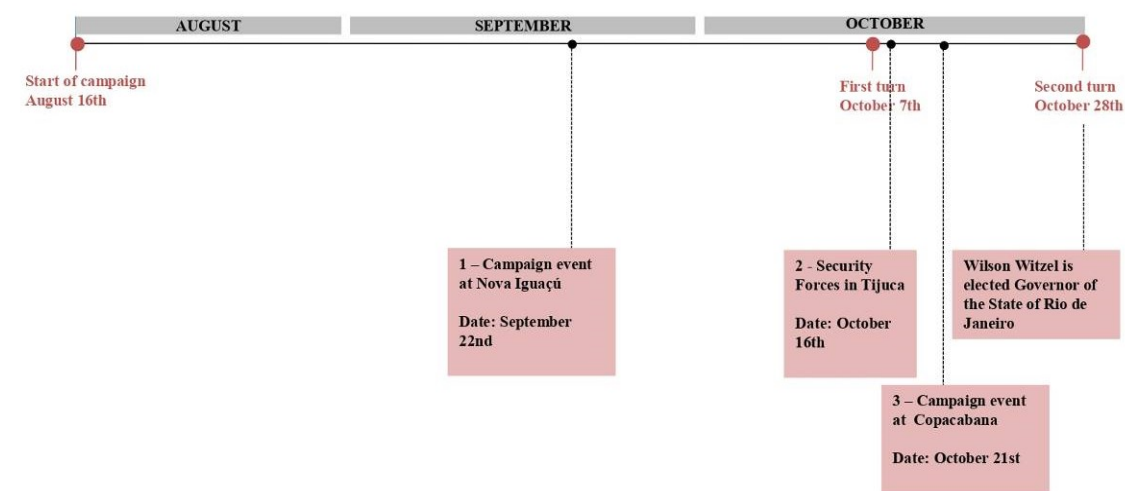 AUGUST
SEPTEMBER
OCTOBER
Start of campaign
August 16th
First turn
October 7th
Second turn
October 28th
1 – Campaign event
at Nova Iguaçú
Date: September
22nd
2 - Security
Forces in Tijuca
Date: October
16th
Wilson Witzel is
elected Governor of
the State of Rio de
Janeiro
3 – Campaign event
at Copacabana
Date: October 21st